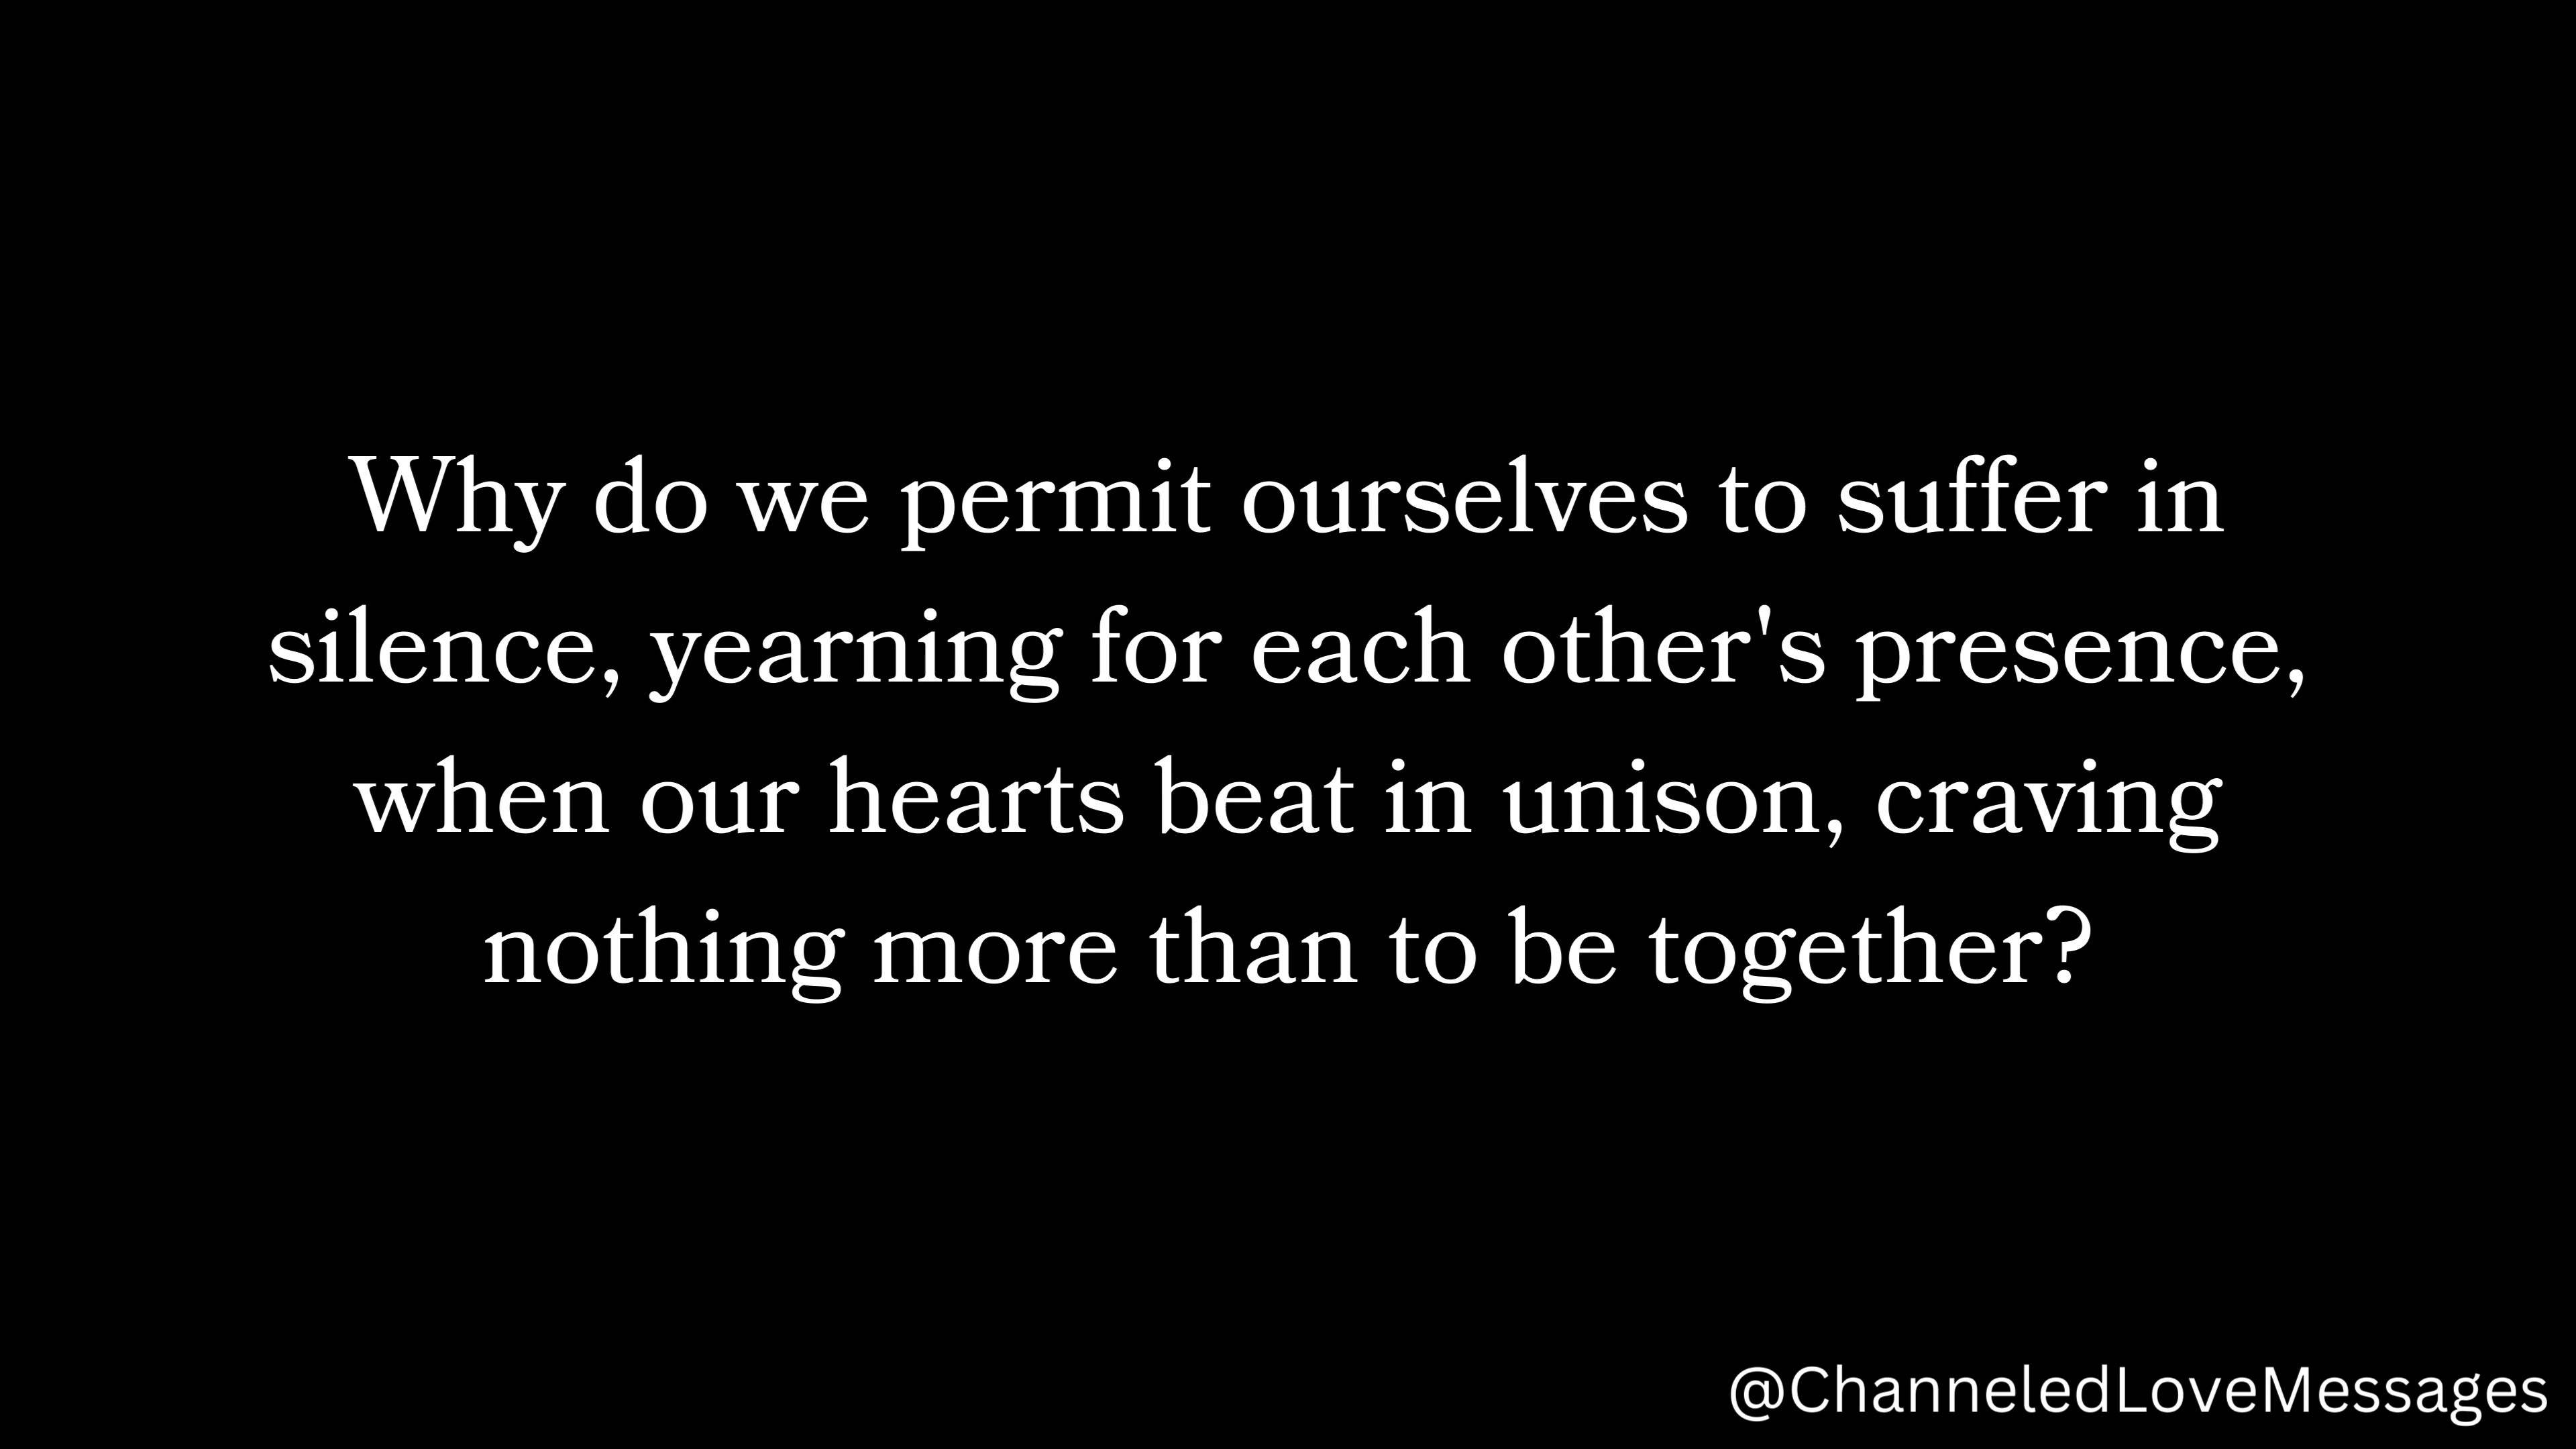 Why do we permit ourselves to suffer in
silence, yearning for each other's presence,
when our hearts beat in unison, craving
nothing more than to be together?
@ChanneledLoveMessages